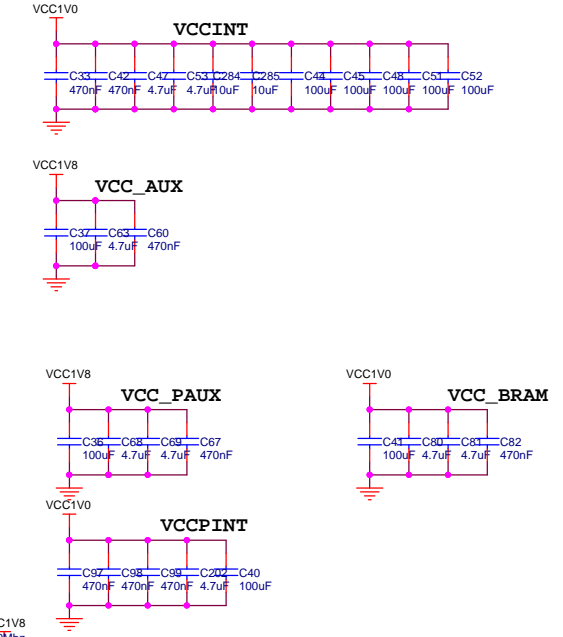 VCC1V0
VCCINT
C33 C42 C47 C53 C284 C285 C44 C45 C48 C51 C52
470nF 470nF 4.7uF 4.7uF 10uF 10uF 100uF 100uF 100uF 100uF 100uF
VCC1V8
VCC_AUX
C37 C63 C60
100uF 4.7uF 470nF
VCC1V8
VCC_PAUX
C36 C68 C69 C67
100uF 4.7uF 4.7uF 470nF
VCC1V0
VCC_BRAM
C41 C80 C81 C82
100uF 4.7uF 4.7uF 470nF
VCC1V0
VCCPINT
C97 C98 C99 C202 C40
470nF 470nF 470nF 4.7uF 100uF
C1V8